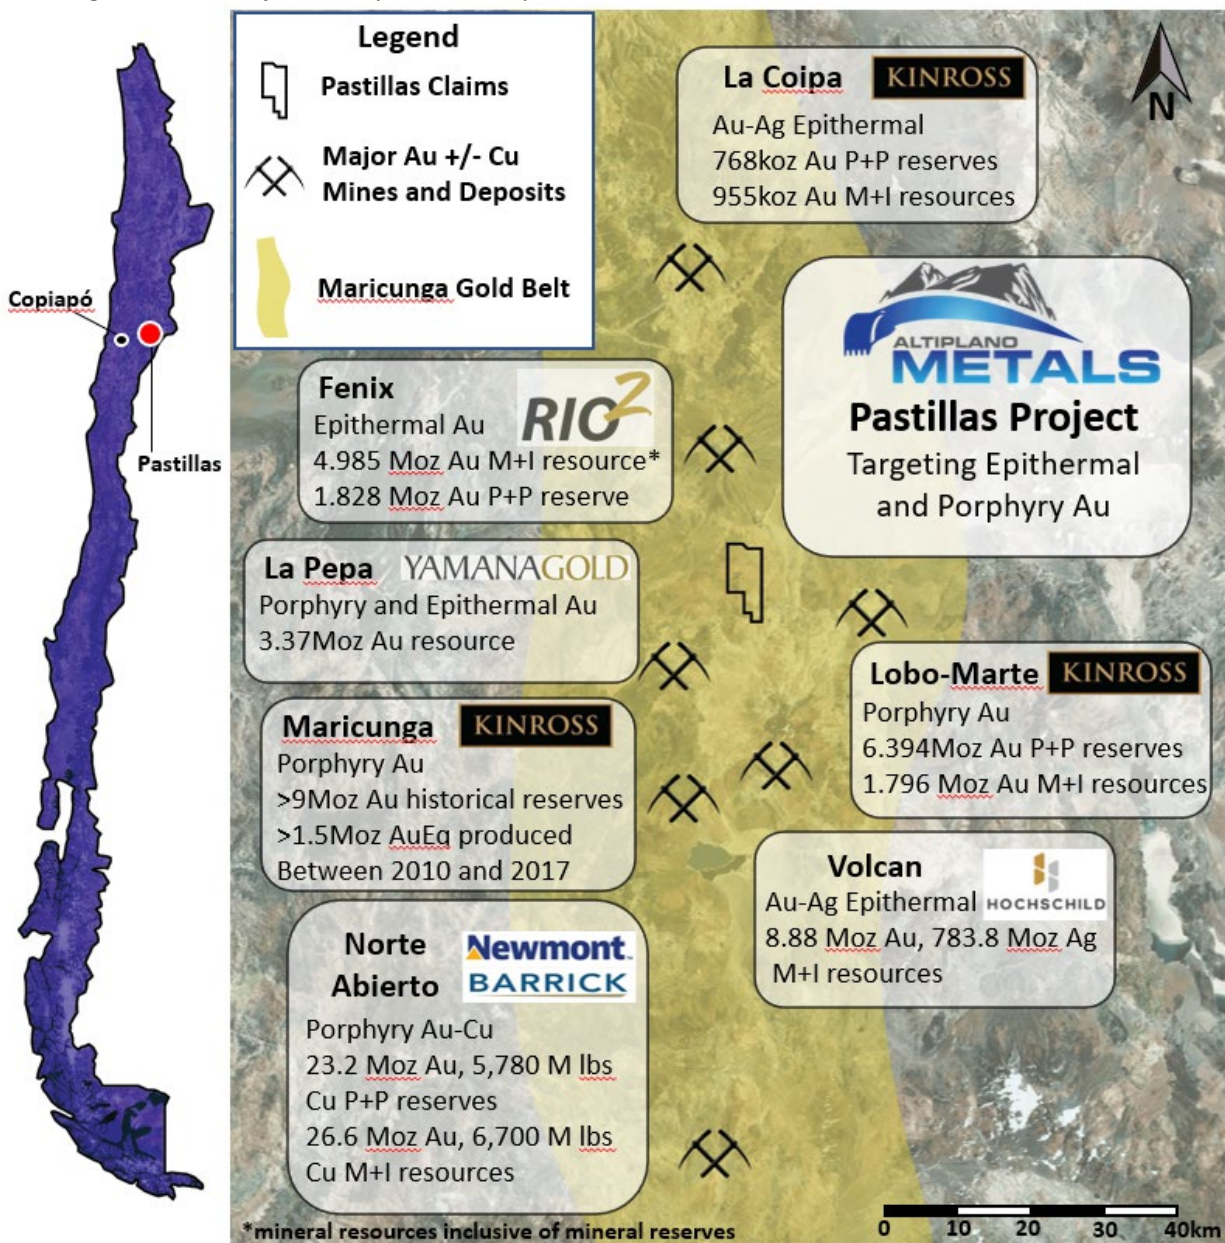 Legend
Pastillas Claims
Major Au +/- Cu
Mines and Deposits
Maricunga Gold Belt
Copiapó
Pastillas
La Coipa KINROSS
Au-Ag Epithermal
768koz Au P+P reserves
955koz Au M+I resources
N
ALTIPLANO
METALS
Pastillas Project
Targeting Epithermal
and Porphyry Au
Fenix RIO2
Epithermal Au
4.985 Moz Au M+I resource*
1.828 Moz Au P+P reserve
La Pepa YAMANAGOLD
Porphyry and Epithermal Au
3.37Moz Au resource
Lobo-Marte KINROSS
Porphyry Au
6.394Moz Au P+P reserves
1.796 Moz Au M+I resources
Maricunga KINROSS
Porphyry Au
>9Moz Au historical reserves
>1.5Moz AuEq produced
Between 2010 and 2017
Volcan
Au-Ag Epithermal HOCHSCHILD
8.88 Moz Au, 783.8 Moz Ag
M+I resources
Norte Newmont™
Abierto BARRICK
Porphyry Au-Cu
23.2 Moz Au, 5,780 M lbs
Cu P+P reserves
26.6 Moz Au, 6,700 M lbs
Cu M+I resources
*mineral resources inclusive of mineral reserves
0 10 20 30 40km